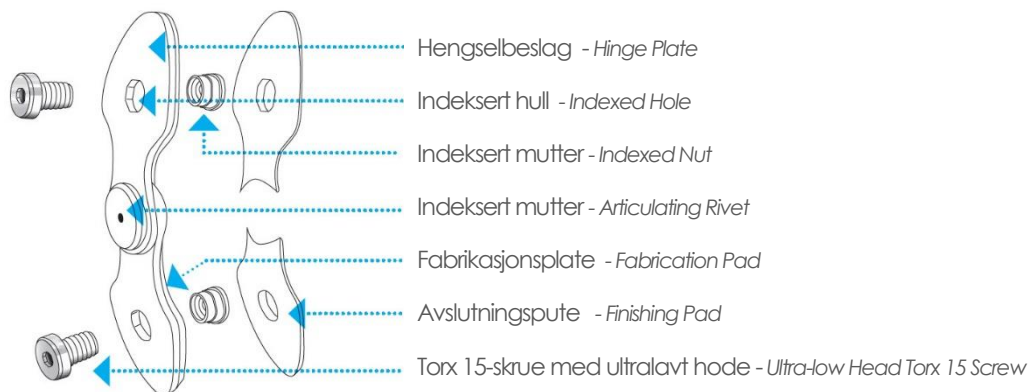 Hengselbeslag - Hinge Plate
Indeksert hull - Indexed Hole
Indeksert mutter - Indexed Nut
Indeksert mutter - Articulating Rivet
Fabrikasjonsplate - Fabrication Pad
Avslutningspute - Finishing Pad
Torx 15-skrue med ultralavt hode - Ultra-low Head Torx 15 Screw